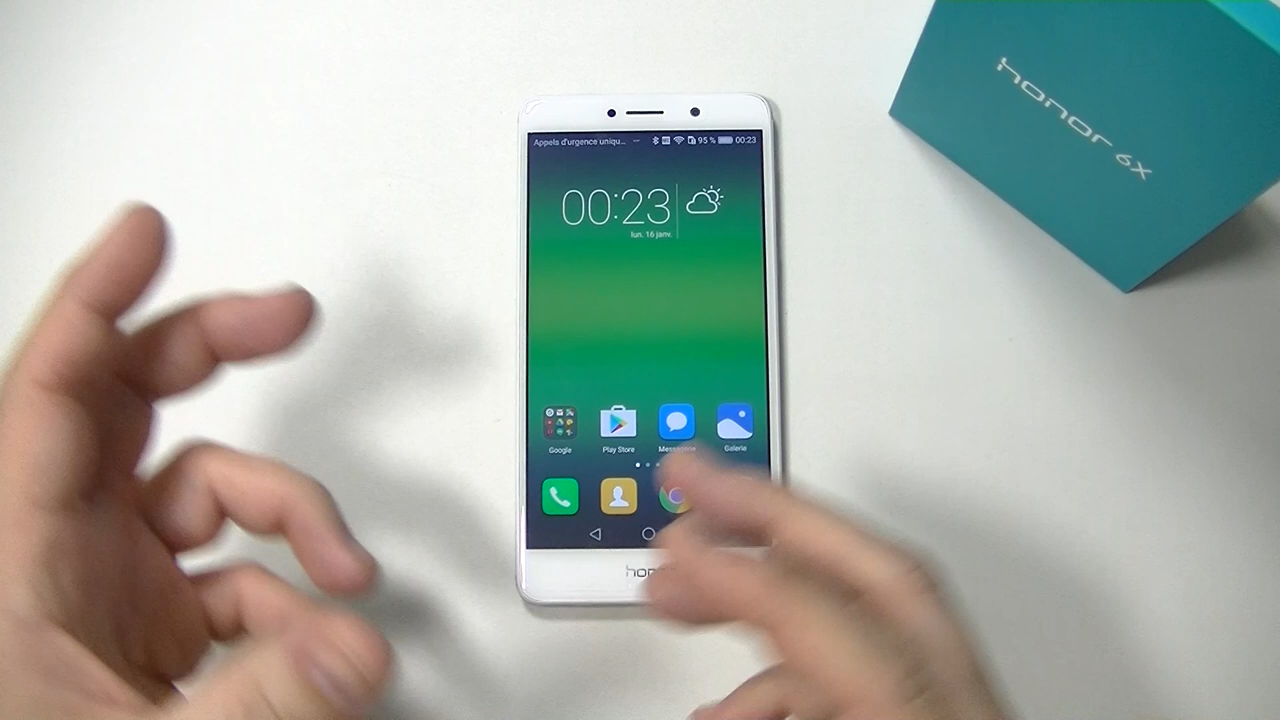 honor 6X
Appels d'urgence uniqu... 95 % 00:23
00:23
lun. 16 janv.
Google Play Store Galerie